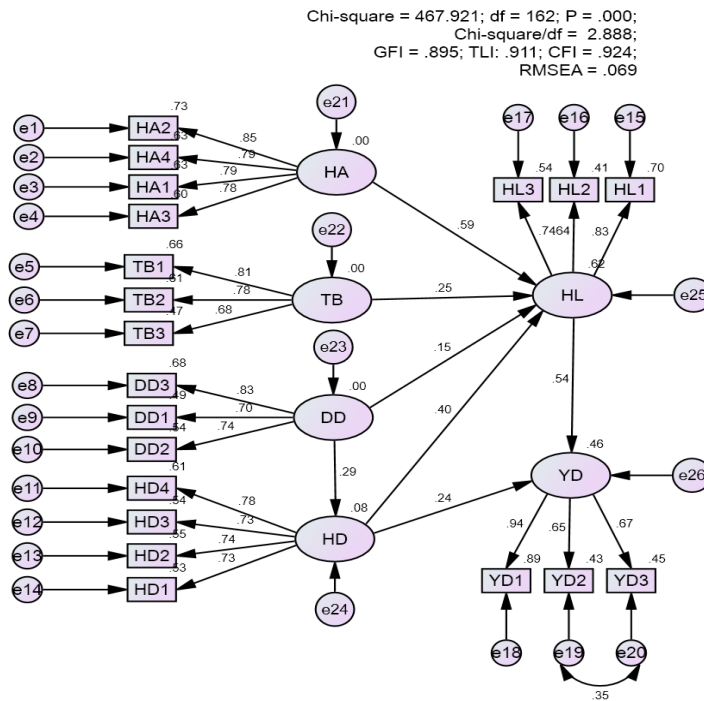 Chi-square = 467.921; df = 162; P = .000;
Chi-square/df = 2.888;
GFI = .895; TLI: .911; CFI = .924;
RMSEA = .069
e21
e17
e16
e15
.73
e1
HA2
.85
.00
.63
e2
HA4
.79
HA
.54
.41
.70
.63
e3
HA1
.79
HL3
HL2
HL1
.60
e4
HA3
.78
.59
.74
.64
.83
e22
.66
e5
TB1
.81
.00
.62
.61
e6
TB2
.78
TB
.25
HL
e25
.47
e7
TB3
.68
e23
.15
.68
e8
DD3
.83
.00
.54
.49
e9
DD1
.70
DD
.40
.54
e10
DD2
.74
.46
.61
.29
YD
e26
e11
HD4
.78
.08
.24
.54
e12
HD3
.73
HD
.94
.65
.67
.55
e13
HD2
.74
.89
.43
.45
.53
e14
HD1
.73
YD1
YD2
YD3
e24
e18
e19
e20
.35